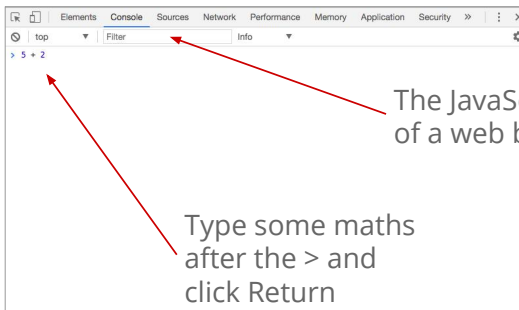 Elements Console Sources Network Performance Memory Application Security »
top Filter Info
> 5 + 2
The JavaS
of a web b
Type some maths
after the > and
click Return